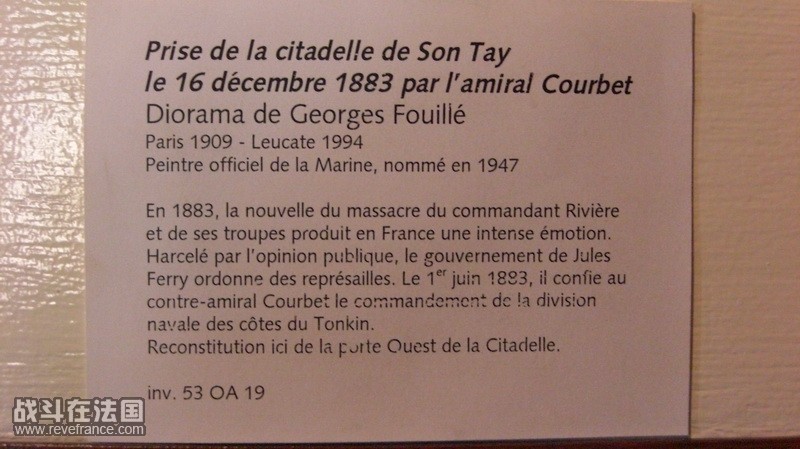 Prise de la citadelle de Son Tay
le 16 décembre 1883 par l'amiral Courbet
Diorama de Georges Fouillé
Paris 1909 - Leucate 1994
Peintre officiel de la Marine, nommé en 1947
En 1883, la nouvelle du massacre du commandant Rivière
et de ses troupes produit en France une intense émotion.
Harcelé par l'opinion publique, le gouvernement de Jules
Ferry ordonne des représailles. Le 1er juin 1883, il confie au
contre-amiral Courbet le commandement de la division
navale des côtes du Tonkin.
Reconstitution ici de la porte Ouest de la Citadelle.
inv. 53 OA 19
战斗在法国
www.revefrance.com